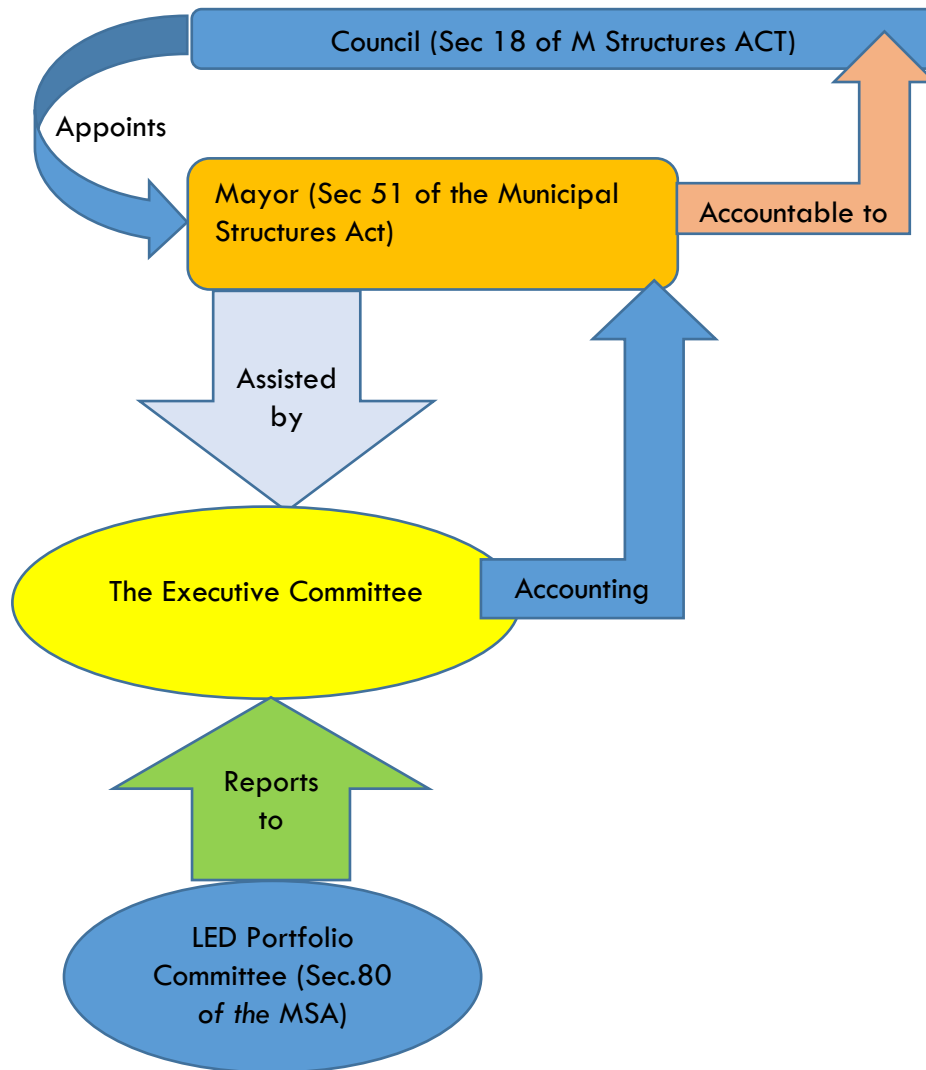 Council (Sec 18 of M Structures ACT)
Appoints
Mayor (Sec 51 of the Municipal
Structures Act)
Accountable to
Assisted
by
The Executive Committee
Accounting
Reports
to
LED Portfolio
Committee (Sec.80
of the MSA)